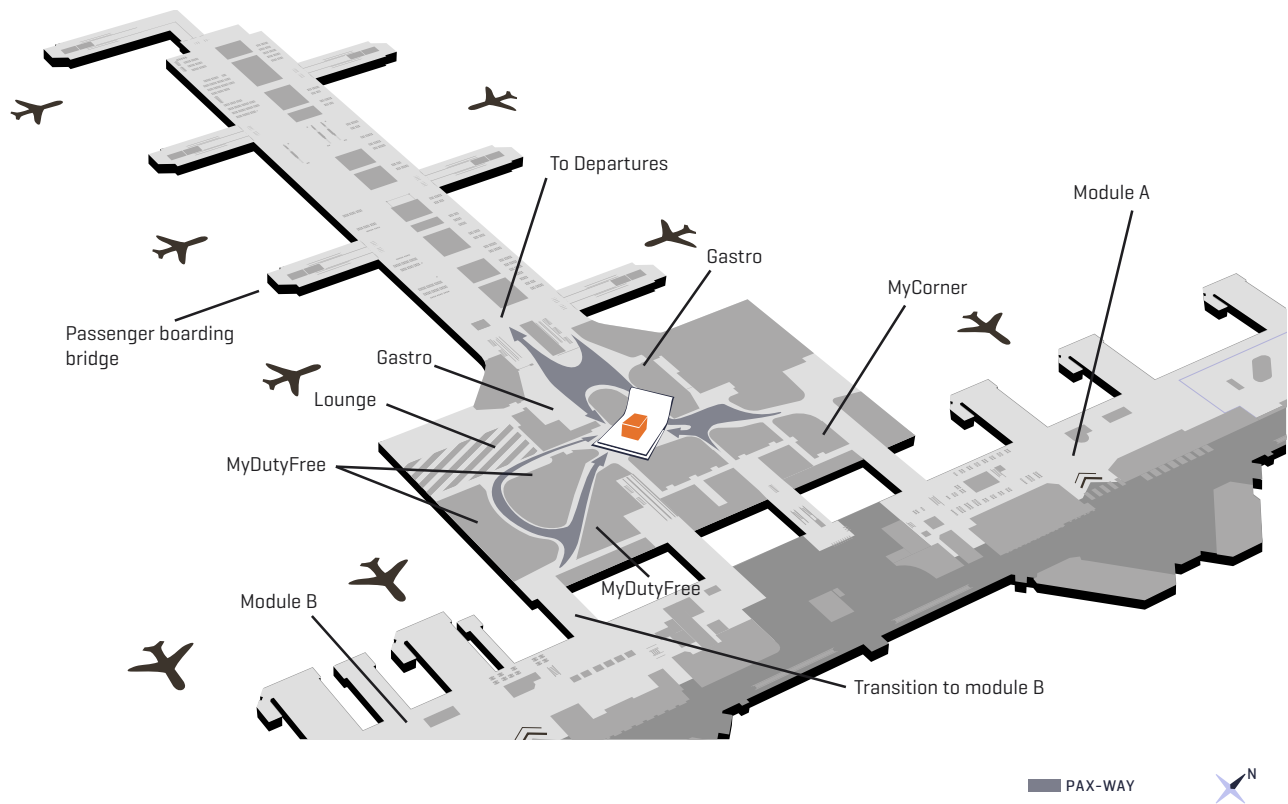 To Departures
Module A
Gastro
MyCorner
Passenger boarding
bridge
Gastro
Lounge
MyDutyFree
MyDutyFree
Module B
Transition to module B
PAX-WAY
N